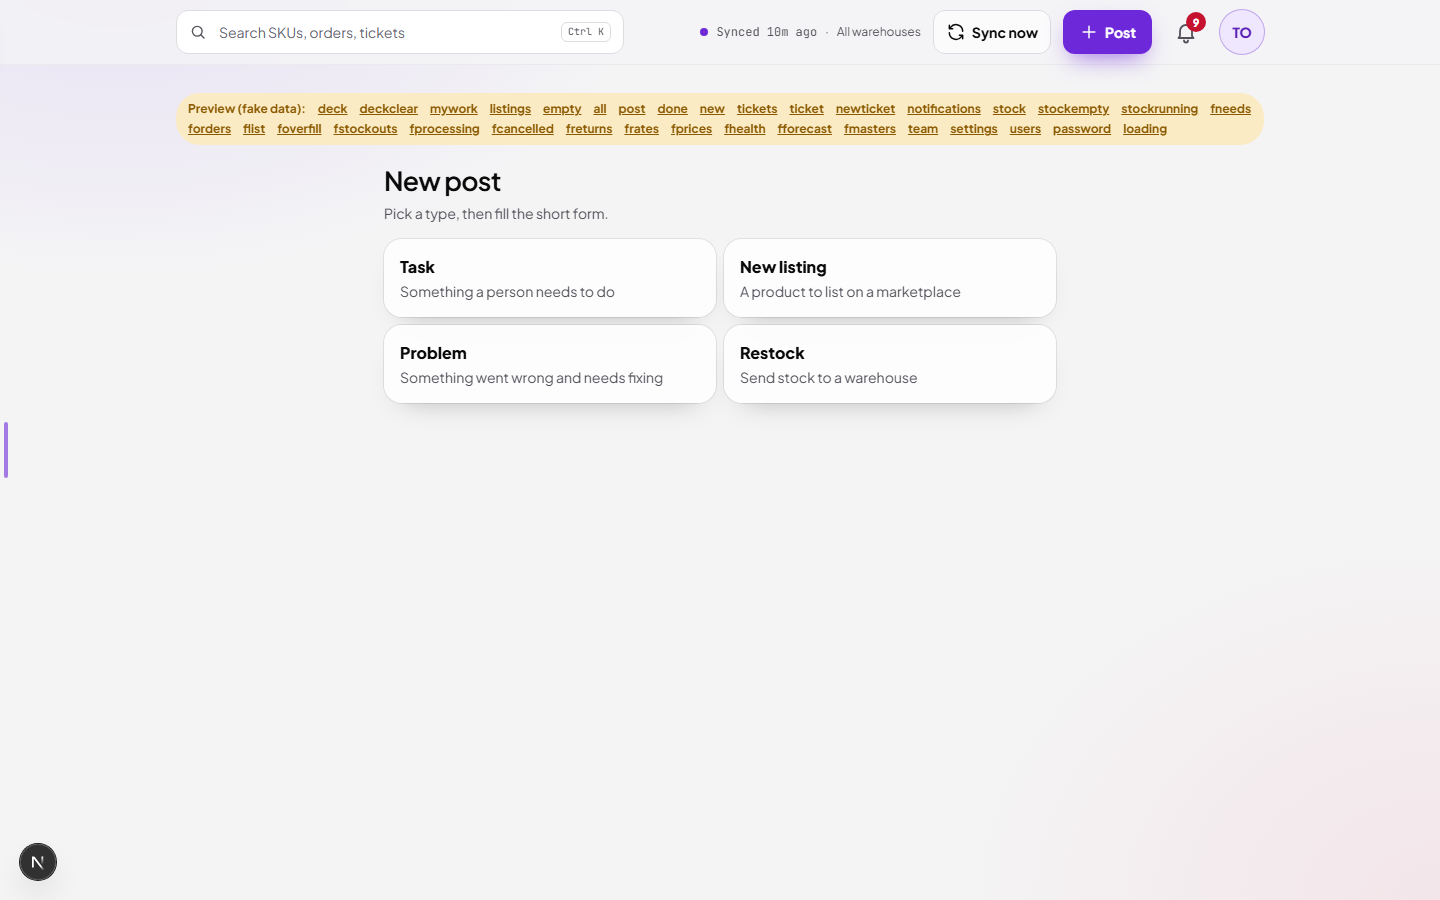 Search SKUs, orders, tickets
Ctrl K
Synced 10m ago · All warehouses
Sync now
Post
9
TO
Preview (fake data): deck deckclear mywork listings empty all post done new tickets ticket newticket notifications stock stockempty stockrunning fneeds
forders flist foverfill fstockouts fprocessing fcancelled freturns frates fprices fhealth fforecast fmasters team settings users password loading
New post
Pick a type, then fill the short form.
Task
Something a person needs to do
New listing
A product to list on a marketplace
Problem
Something went wrong and needs fixing
Restock
Send stock to a warehouse
N